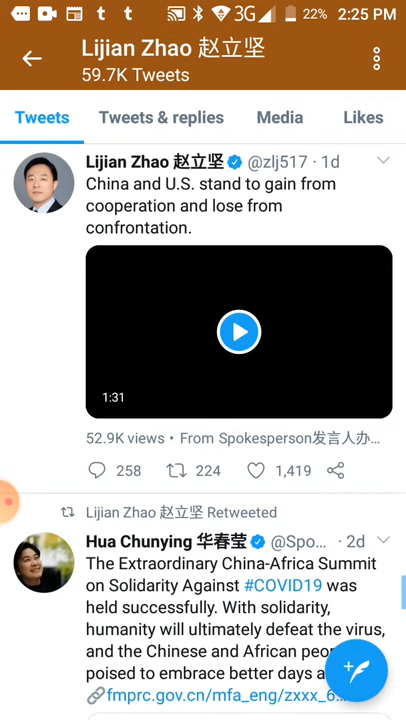 3G 22% 2:25 PM
Lijian Zhao 赵立坚
59.7K Tweets
Tweets Tweets & replies Media Likes
Lijian Zhao 赵立坚 @zlj517 · 1d
China and U.S. stand to gain from
cooperation and lose from
confrontation.
1:31
52.9K views • From Spokesperson发言人办…
258 224 1,419
Lijian Zhao 赵立坚 Retweeted
Hua Chunying 华春莹 @Spo… · 2d
The Extraordinary China-Africa Summit
on Solidarity Against #COVID19 was
held successfully. With solidarity,
humanity will ultimately defeat the virus,
and the Chinese and African
poised to embrace better days
fmprc.gov.cn/mfa_eng/zxxx_6…